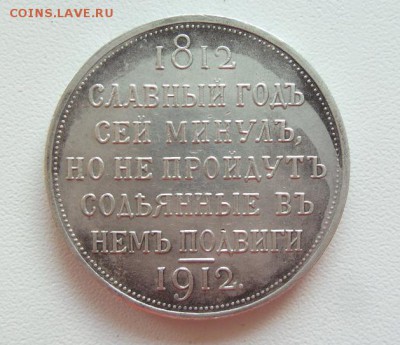 COINS.LAVE.RU
1812
СЛАВНЫЙ ГОДЪ
СЕЙ МИНУЛЪ,
НО НЕ ПРОЙДУТЪ
СОДѢЯННЫЕ ВЪ
НЕМЪ ПОДВИГИ
1912.